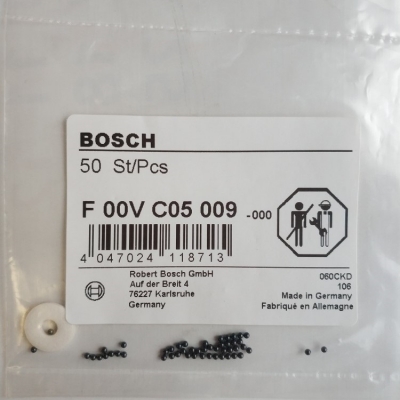 BOSCH
50 St/Pcs
F 00V C05 009 -000
4 047024 118713
Robert Bosch GmbH
Auf der Breit 4
76227 Karlsruhe
Germany
060CKD
106
Made in Germany
Fabriqué en Allemagne